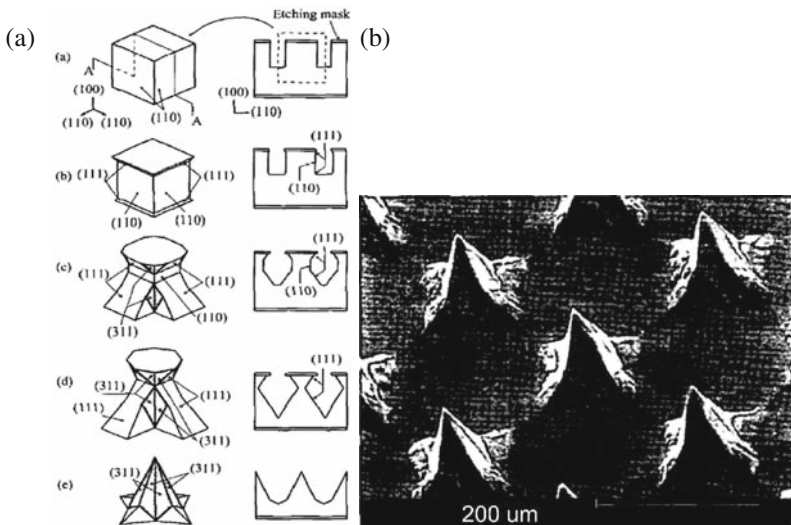 (a)
Etching mask
(a)
A
(100)
(110) (110)
(110)
A
(100)
(110)
(b)
(111)
(111)
(110)
(110)
(111)
(110)
(c)
(111)
(311)
(111)
(110)
(111)
(110)
(d)
(311)
(111)
(111)
(311)
(111)
(e)
(311)
(311)
(b)
200 um